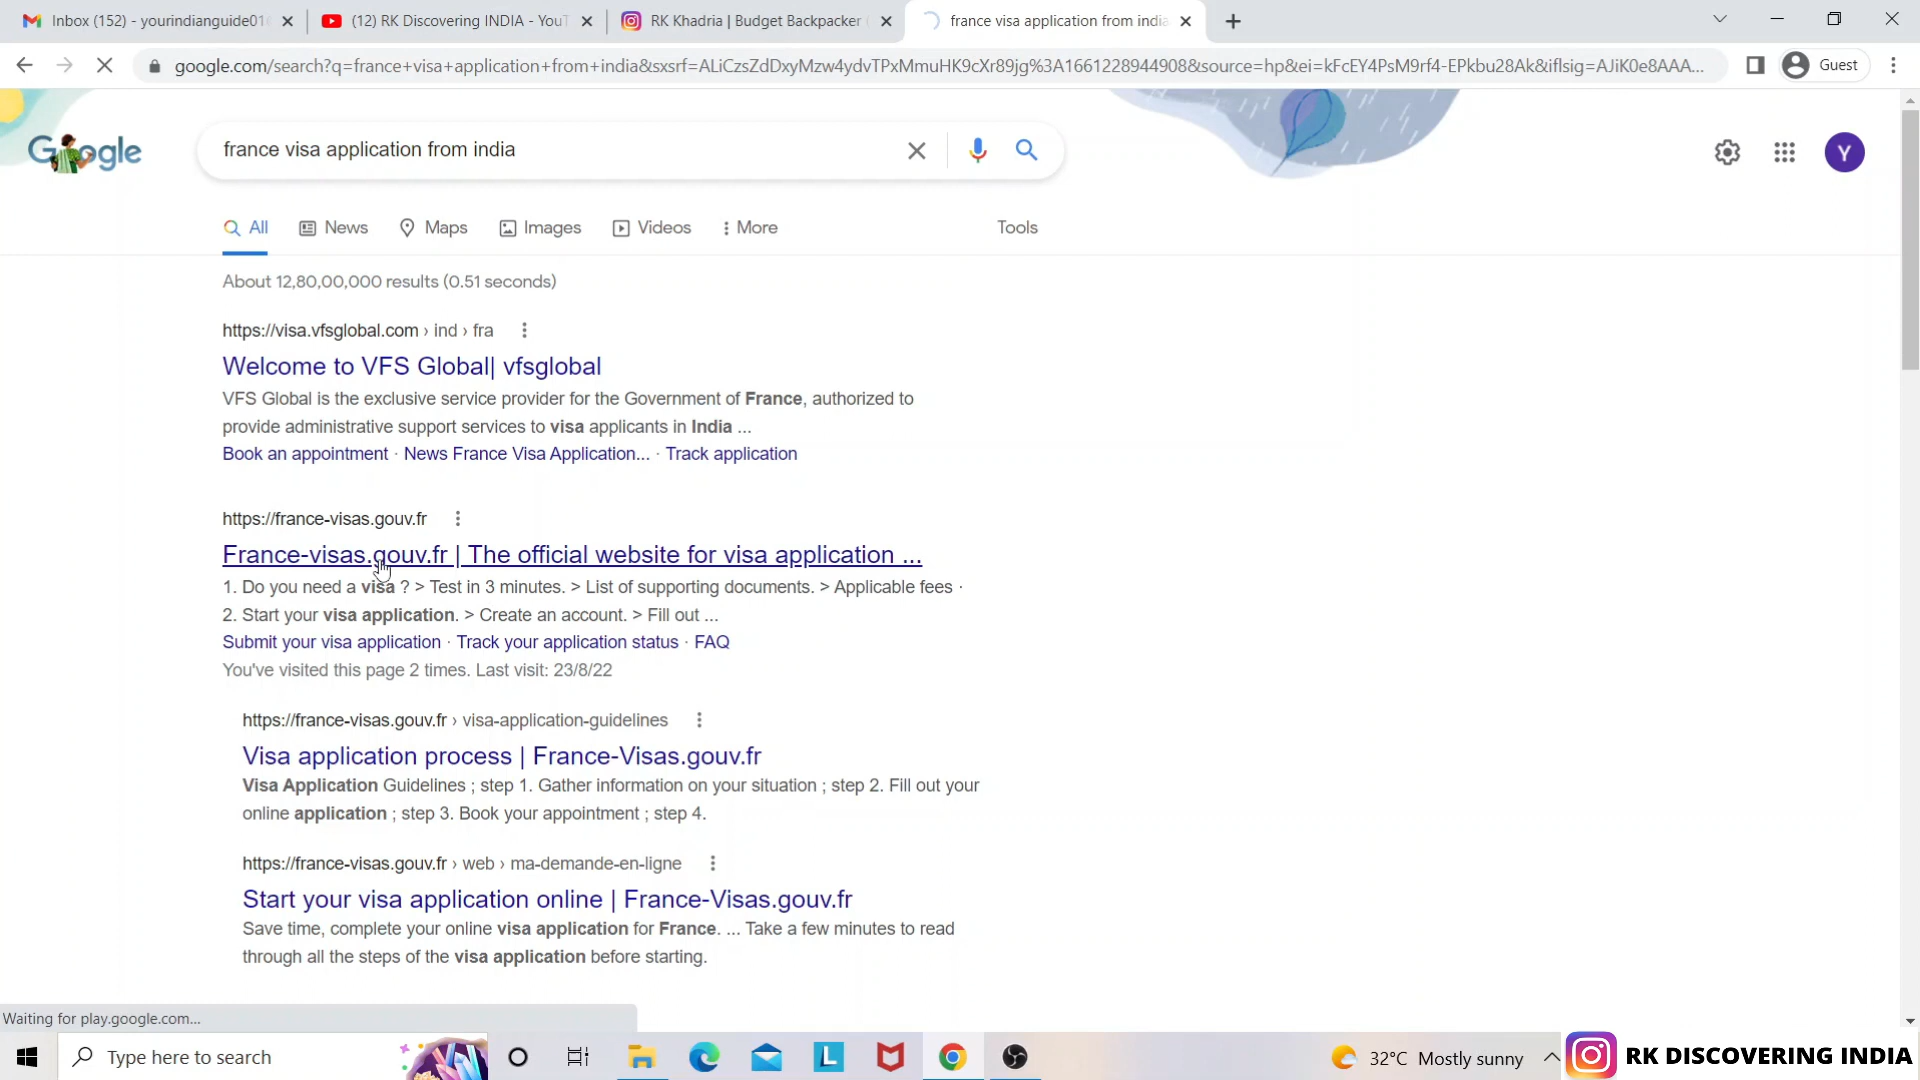 Inbox (152) - yourindianguide01
(12) RK Discovering INDIA - YouT
RK Khadria | Budget Backpacker
france visa application from india
google.com/search?q=france+visa+application+from+india&sxsrf=ALiCzsZdDxyMzw4ydvTPxMmuHK9cXr89jg%3A1661228944908&source=hp&ei=kFcEY4PsM9rf4-EPkbu28Ak&iflsig=AJiK0e8AAA...
Guest
Google
france visa application from india
Y
All News Maps Images Videos More Tools
About 12,80,00,000 results (0.51 seconds)
https://visa.vfsglobal.com › ind › fra
Welcome to VFS Global| vfsglobal
VFS Global is the exclusive service provider for the Government of France, authorized to
provide administrative support services to visa applicants in India ...
Book an appointment · News France Visa Application... · Track application
https://france-visas.gouv.fr
France-visas.gouv.fr | The official website for visa application ...
1. Do you need a visa ? > Test in 3 minutes. > List of supporting documents. > Applicable fees ·
2. Start your visa application. > Create an account. > Fill out ...
Submit your visa application · Track your application status · FAQ
You've visited this page 2 times. Last visit: 23/8/22
https://france-visas.gouv.fr › visa-application-guidelines
Visa application process | France-Visas.gouv.fr
Visa Application Guidelines ; step 1. Gather information on your situation ; step 2. Fill out your
online application ; step 3. Book your appointment ; step 4.
https://france-visas.gouv.fr › web › ma-demande-en-ligne
Start your visa application online | France-Visas.gouv.fr
Save time, complete your online visa application for France. ... Take a few minutes to read
through all the steps of the visa application before starting.
Waiting for play.google.com...
Type here to search
L
32°C Mostly sunny
RK DISCOVERING INDIA